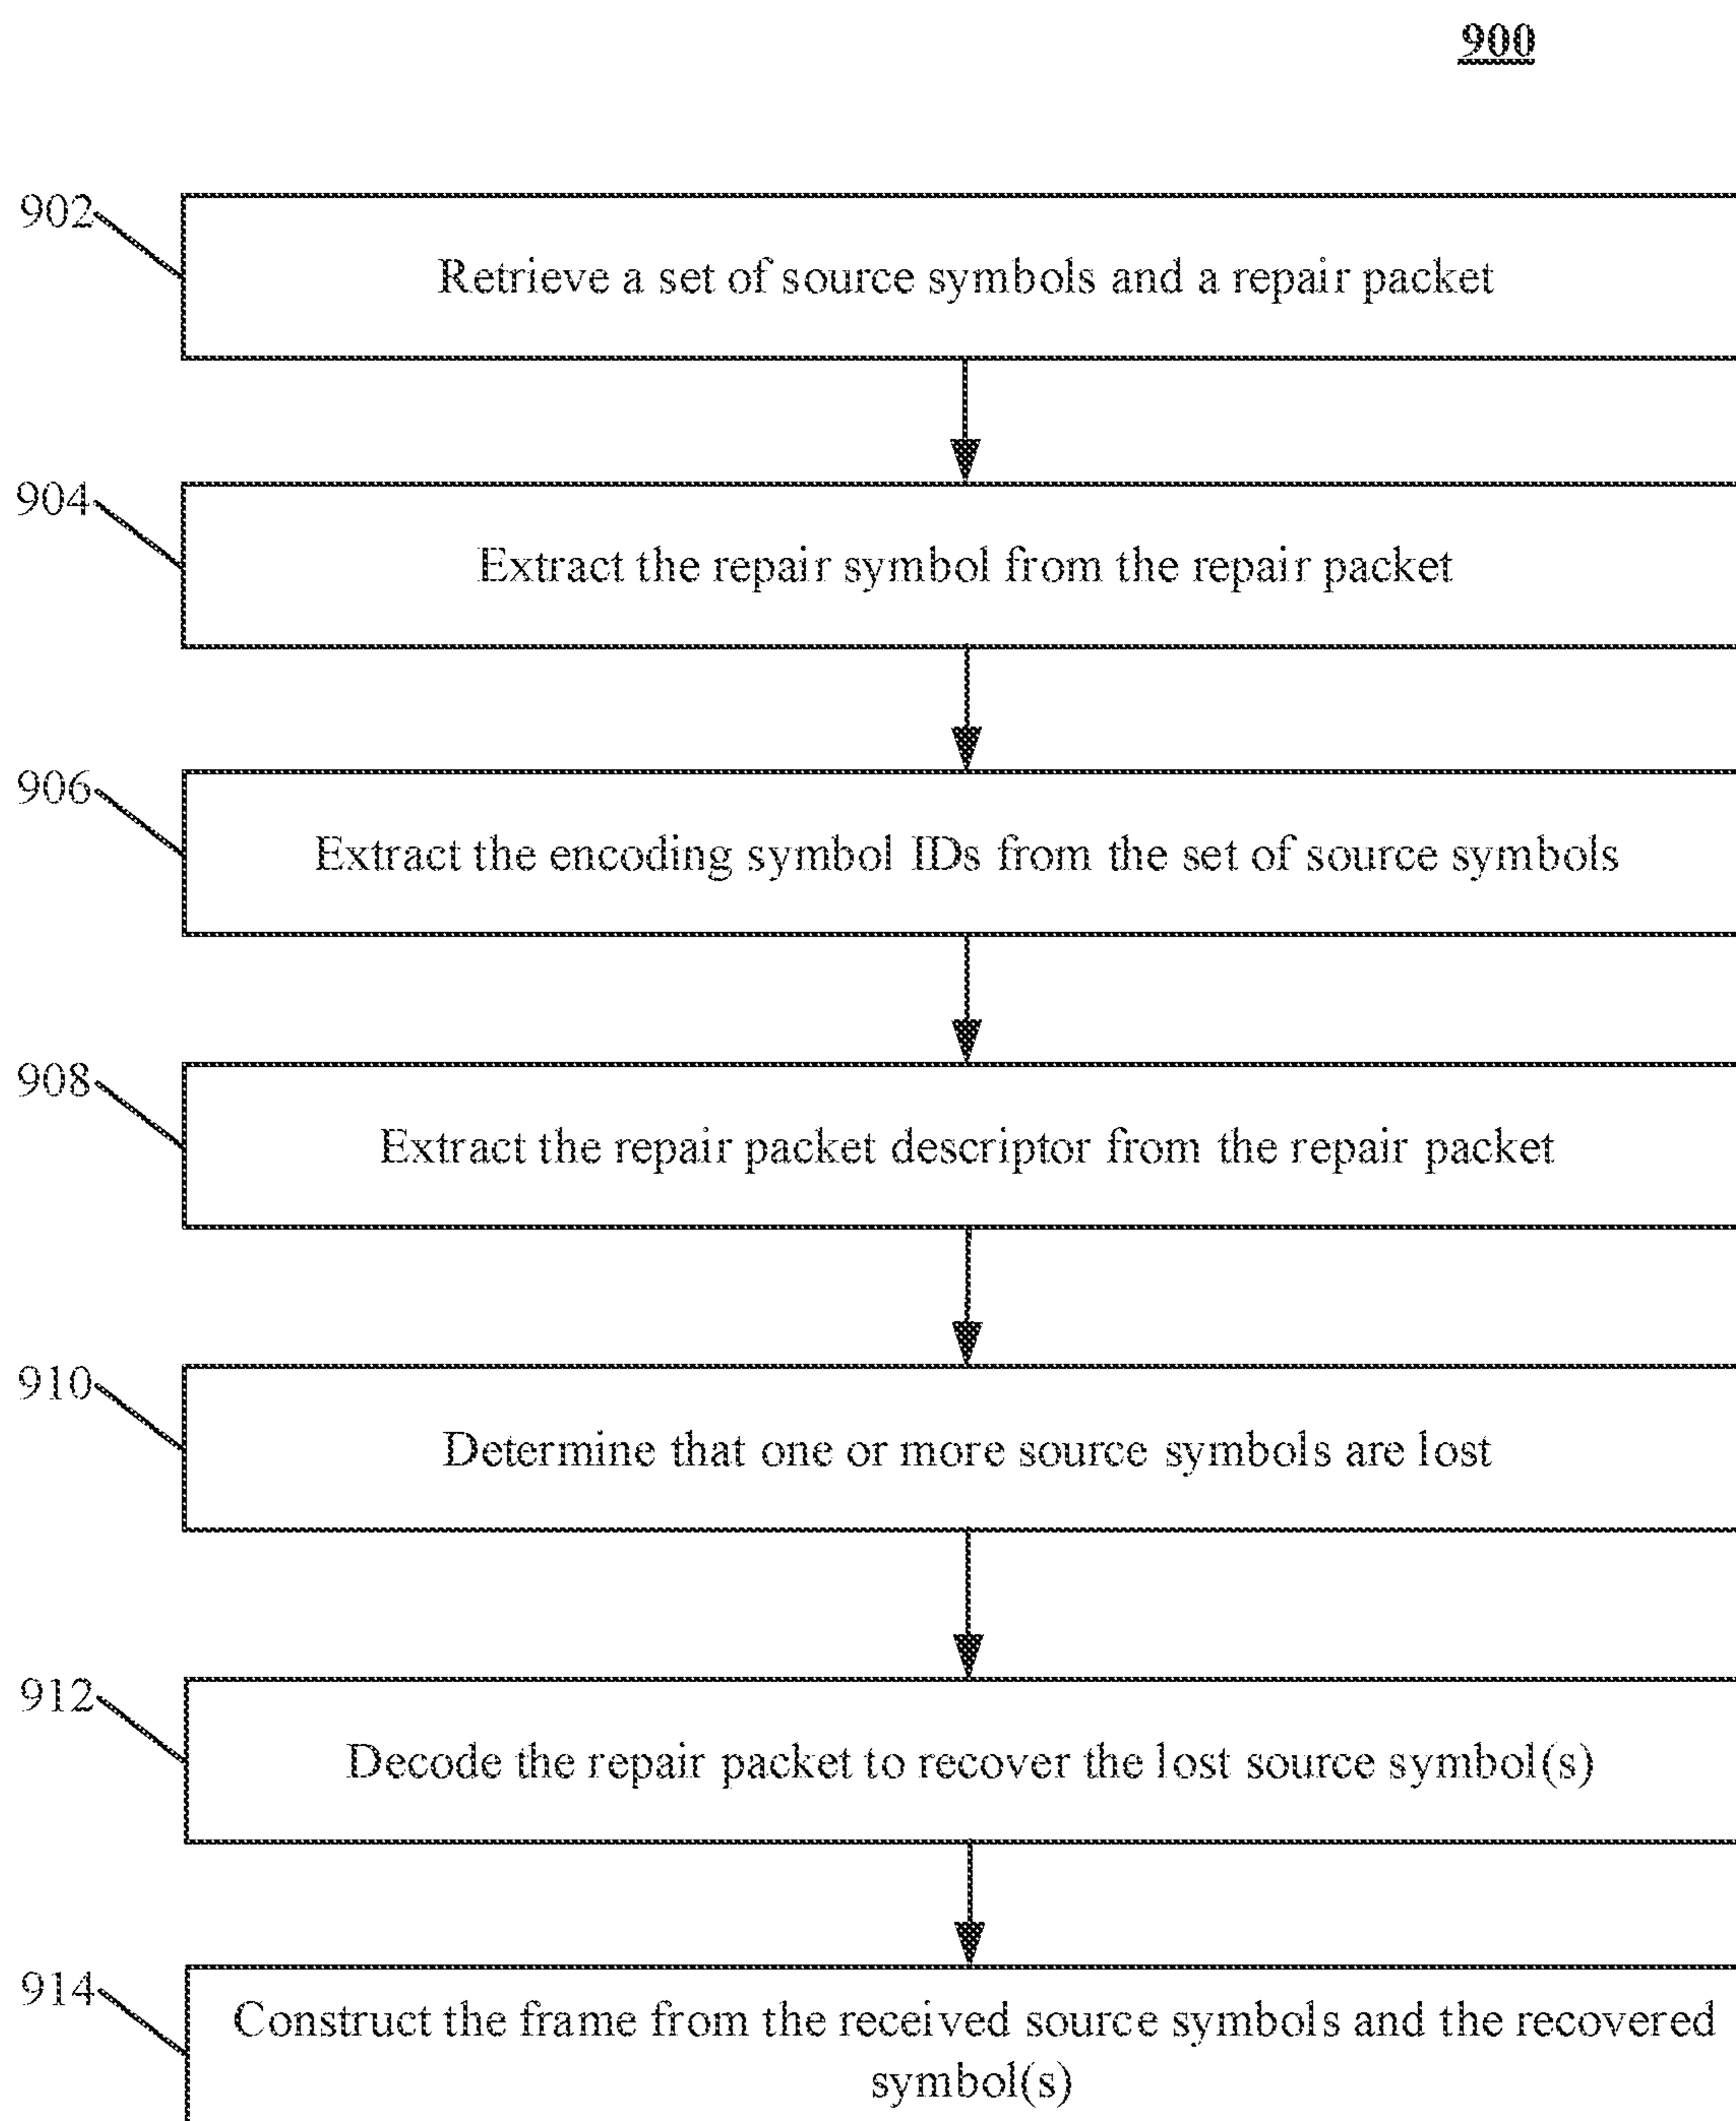 900
902
Retrieve a set of source symbols and a repair packet
904
Extract the repair symbol from the repair packet
906
Extract the encoding symbol IDs from the set of source symbols
908
Extract the repair packet descriptor from the repair packet
910
Determine that one or more source symbols are lost
912
Decode the repair packet to recover the lost source symbol(s)
914
Construct the frame from the received source symbols and the recovered
symbol(s)